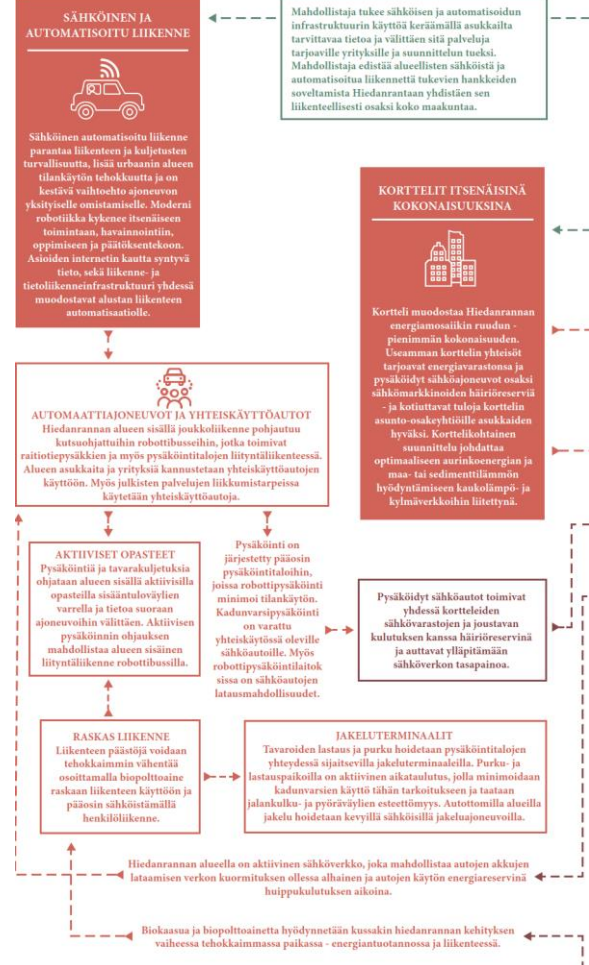 SÄHKÖINEN JA
AUTOMATISOITU LIIKENNE
Sähköinen automatisoitu liikenne
parantaa liikenteen ja kuljetusten
turvallisuutta, lisää urbaanin alueen
tilankäytön tehokkuutta ja on
kestävä vaihtoehto ajoneuvon
yksityiselle omistamiselle. Moderni
robotiikka kykenee itsenäiseen
toimintaan, havainnointiin,
oppimiseen ja päätöksentekoon.
Asioiden internetin kautta syntyvä
tieto, sekä liikenne- ja
tietoliikenneinfrastruktuuri yhdessä
muodostavat alustan liikenteen
automatisaatiolle.
Mahdollistaja tukee sähköisen ja automatisoidun
infrastruktuurin käyttöä keräämällä asukkailta
tarvittavaa tietoa ja välittäen sitä palveluja
tarjoaville yrityksille ja suunnittelun tueksi.
Mahdollistaja edistää alueellisten sähköistä ja
automatisoitua liikennettä tukevien hankkeiden
soveltamista Hiedanrantaan yhdistäen sen
liikenteellisesti osaksi koko maakuntaa.
KORTTELIT ITSENÄISINÄ
KOKONAISUUKSINA
Kortteli muodostaa Hiedanrannan
energiamosaiikin ruudun -
pienimmän kokonaisuuden.
Useamman korttelin yhteisöt
tarjoavat energiavarastonsa ja
pysäköidyt sähköajoneuvot osaksi
sähkömarkkinoiden häiriöreserviä
- ja kotiuttavat tuloja korttelin
asunto-osakeyhtiöille asukkaiden
hyväksi. Korttelikohtainen
suunnittelu johdattaa
optimaaliseen aurinkoenergian ja
maa- tai sedimenttilämmön
hyödyntämiseen kaukolämpö- ja
kylmäverkkoihin liitettynä.
AUTOMAATTIAJONEUVOT JA YHTEISKÄYTTÖAUTOT
Hiedanrannan alueen sisällä joukkoliikenne pohjautuu
kutsuohjattuihin robottibusseihin, jotka toimivat
raitiotiepysäkkien ja myös pysäköintitalojen liityntäliikenteessä.
Alueen asukkaita ja yrityksiä kannustetaan yhteiskäyttöautojen
käyttöön. Myös julkisten palvelujen liikkumistarpeissa
käytetään yhteiskäyttöautoja.
AKTIIVISET OPASTEET
Pysäköintiä ja tavarakuljetuksia
ohjataan alueen sisällä aktiivisilla
opasteilla sisääntuloväylien
varrella ja tietoa suoraan
ajoneuvoihin välittäen. Aktiivisen
pysäköinnin ohjauksen
mahdollistaa alueen sisäinen
liityntäliikenne robottibussilla.
Pysäköinti on
järjestetty pääosin
pysäköintitaloihin,
joissa robottipysäköinti
minimoi tilankäytön.
Kadunvarsipysäköinti
on varattu
yhteiskäytössä oleville
sähköautoille. Myös
robottipysäköintilaitok
sissa on sähköautojen
latausmahdollisuudet.
Pysäköidyt sähköautot toimivat
yhdessä kortteleiden
sähkövarastojen ja joustavan
kulutuksen kanssa häiriöreservinä
ja auttavat ylläpitämään
sähköverkon tasapainoa.
RASKAS LIIKENNE
Liikenteen päästöjä voidaan
tehokkaimmin vähentää
osoittamalla biopolttoaine
raskaan liikenteen käyttöön ja
pääosin sähköistämällä
henkilöliikenne.
JAKELUTERMINAALIT
Tavaroiden lastaus ja purku hoidetaan pysäköintitalojen
yhteydessä sijaitsevilla jakeluterminaaleilla. Purku- ja
lastauspaikoilla on aktiivinen aikataulutus, jolla minimoidaan
kadunvarsien käyttö tähän tarkoitukseen ja taataan
jalankulku- ja pyöräväylien esteettömyys. Autottomilla alueilla
jakelu hoidetaan kevyillä sähköisillä jakeluajoneuvoilla.
Hiedanrannan alueella on aktiivinen sähköverkko, joka mahdollistaa autojen akkujen
lataamisen verkon kuormituksen ollessa alhainen ja autojen käytön energiareservinä
huippukulutuksen aikoina.
Biokaasua ja biopolttoainetta hyödynnetään kussakin hiedanrannan kehityksen
vaiheessa tehokkaimmassa paikassa - energiantuotannossa ja liikenteessä.